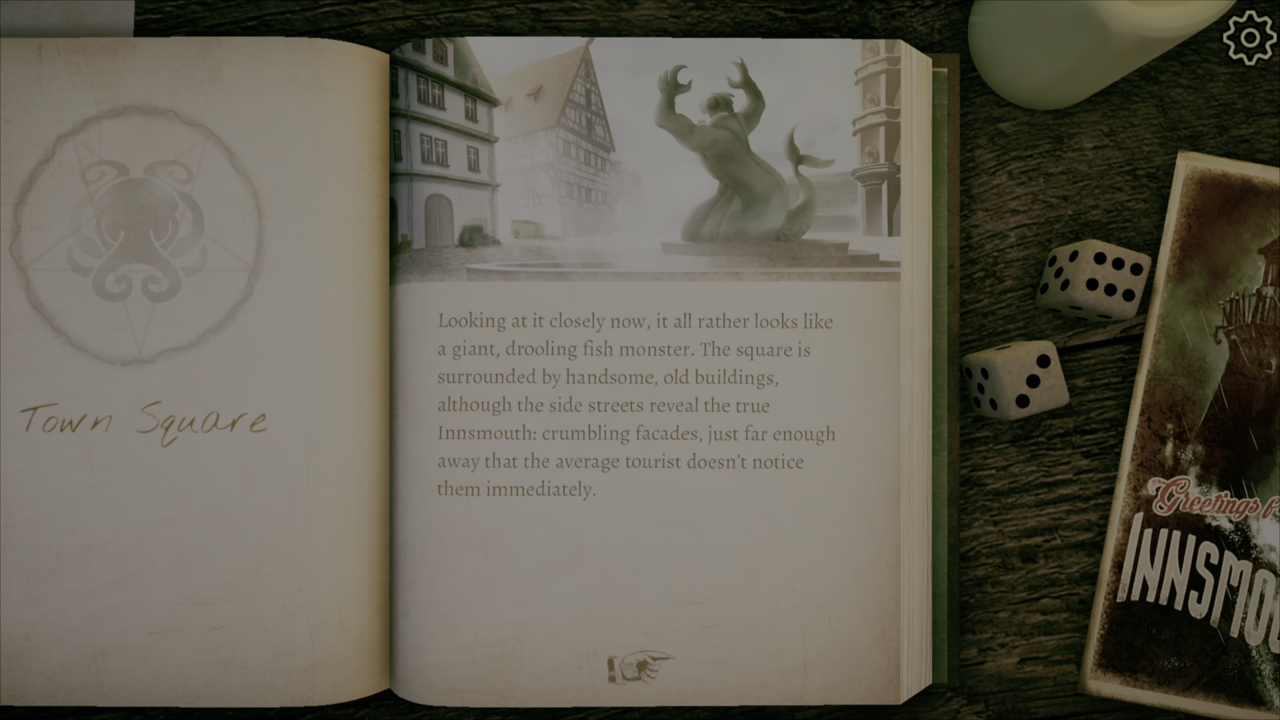 Town Square
Looking at it closely now, it all rather looks like
a giant, drooling fish monster. The square is
surrounded by handsome, old buildings,
although the side streets reveal the true
Innsmouth: crumbling facades, just far enough
away that the average tourist doesn't notice
them immediately.
Greetings f
INNSMO